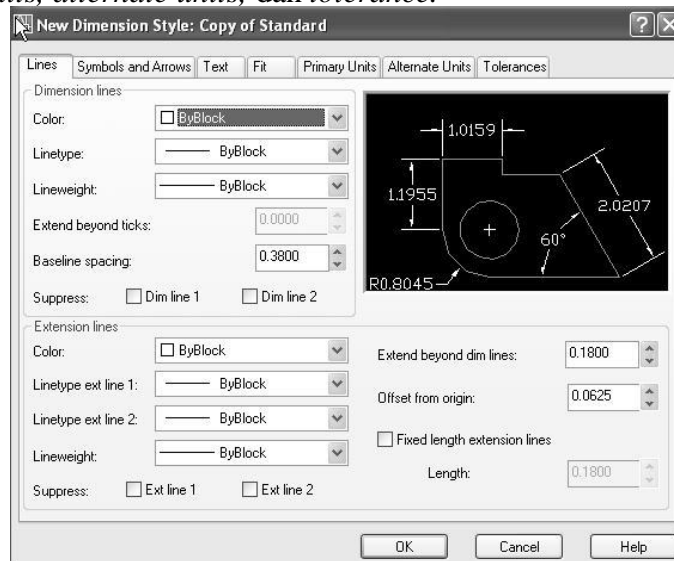 alternate units, dan tolerance.
New Dimension Style: Copy of Standard
Lines Symbols and Arrows Text Fit Primary Units Alternate Units Tolerances
Dimension lines
Color: ByBlock
Linetype: ByBlock
Lineweight: ByBlock
Extend beyond ticks: 0.0000
Baseline spacing: 0.3800
Suppress: Dim line 1 Dim line 2
1.0159
1.1955
2.0207
60°
R0.8045
Extension lines
Color: ByBlock
Linetype ext line 1: ByBlock
Linetype ext line 2: ByBlock
Lineweight: ByBlock
Suppress: Ext line 1 Ext line 2
Extend beyond dim lines: 0.1800
Offset from origin: 0.0625
Fixed length extension lines
Length: 0.1800
OK Cancel Help